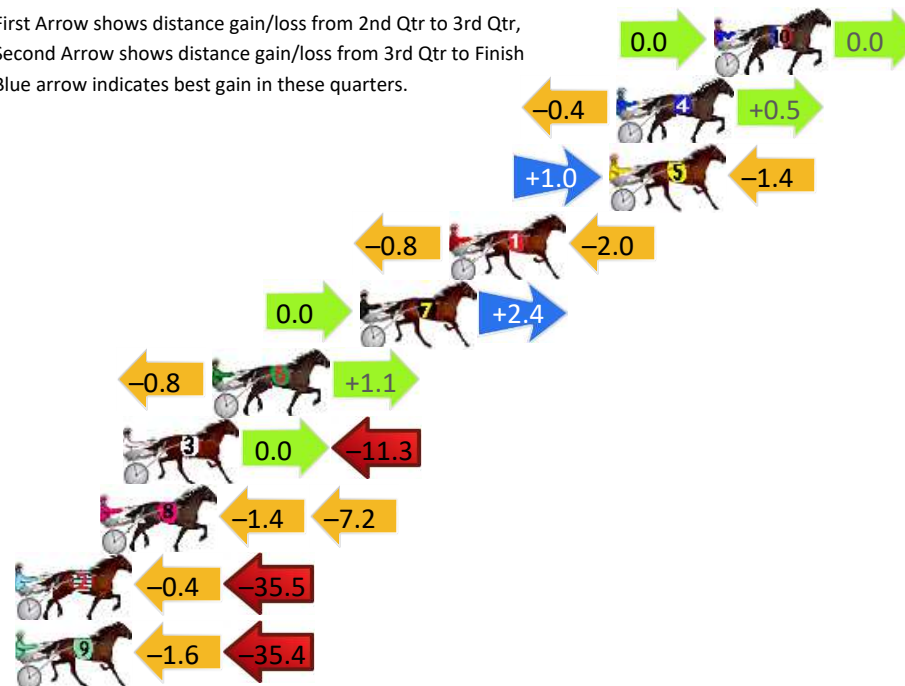 First Arrow shows distance gain/loss from 2nd Qtr to 3rd Qtr,
Second Arrow shows distance gain/loss from 3rd Qtr to Finish
Blue arrow indicates best gain in these quarters.
0.0 10 0.0
–0.4 4 +0.5
+1.0 5 –1.4
–0.8 1 –2.0
0.0 7 +2.4
–0.8 6 +1.1
3 0.0 –11.3
8 –1.4 –7.2
2 –0.4 –35.5
9 –1.6 –35.4